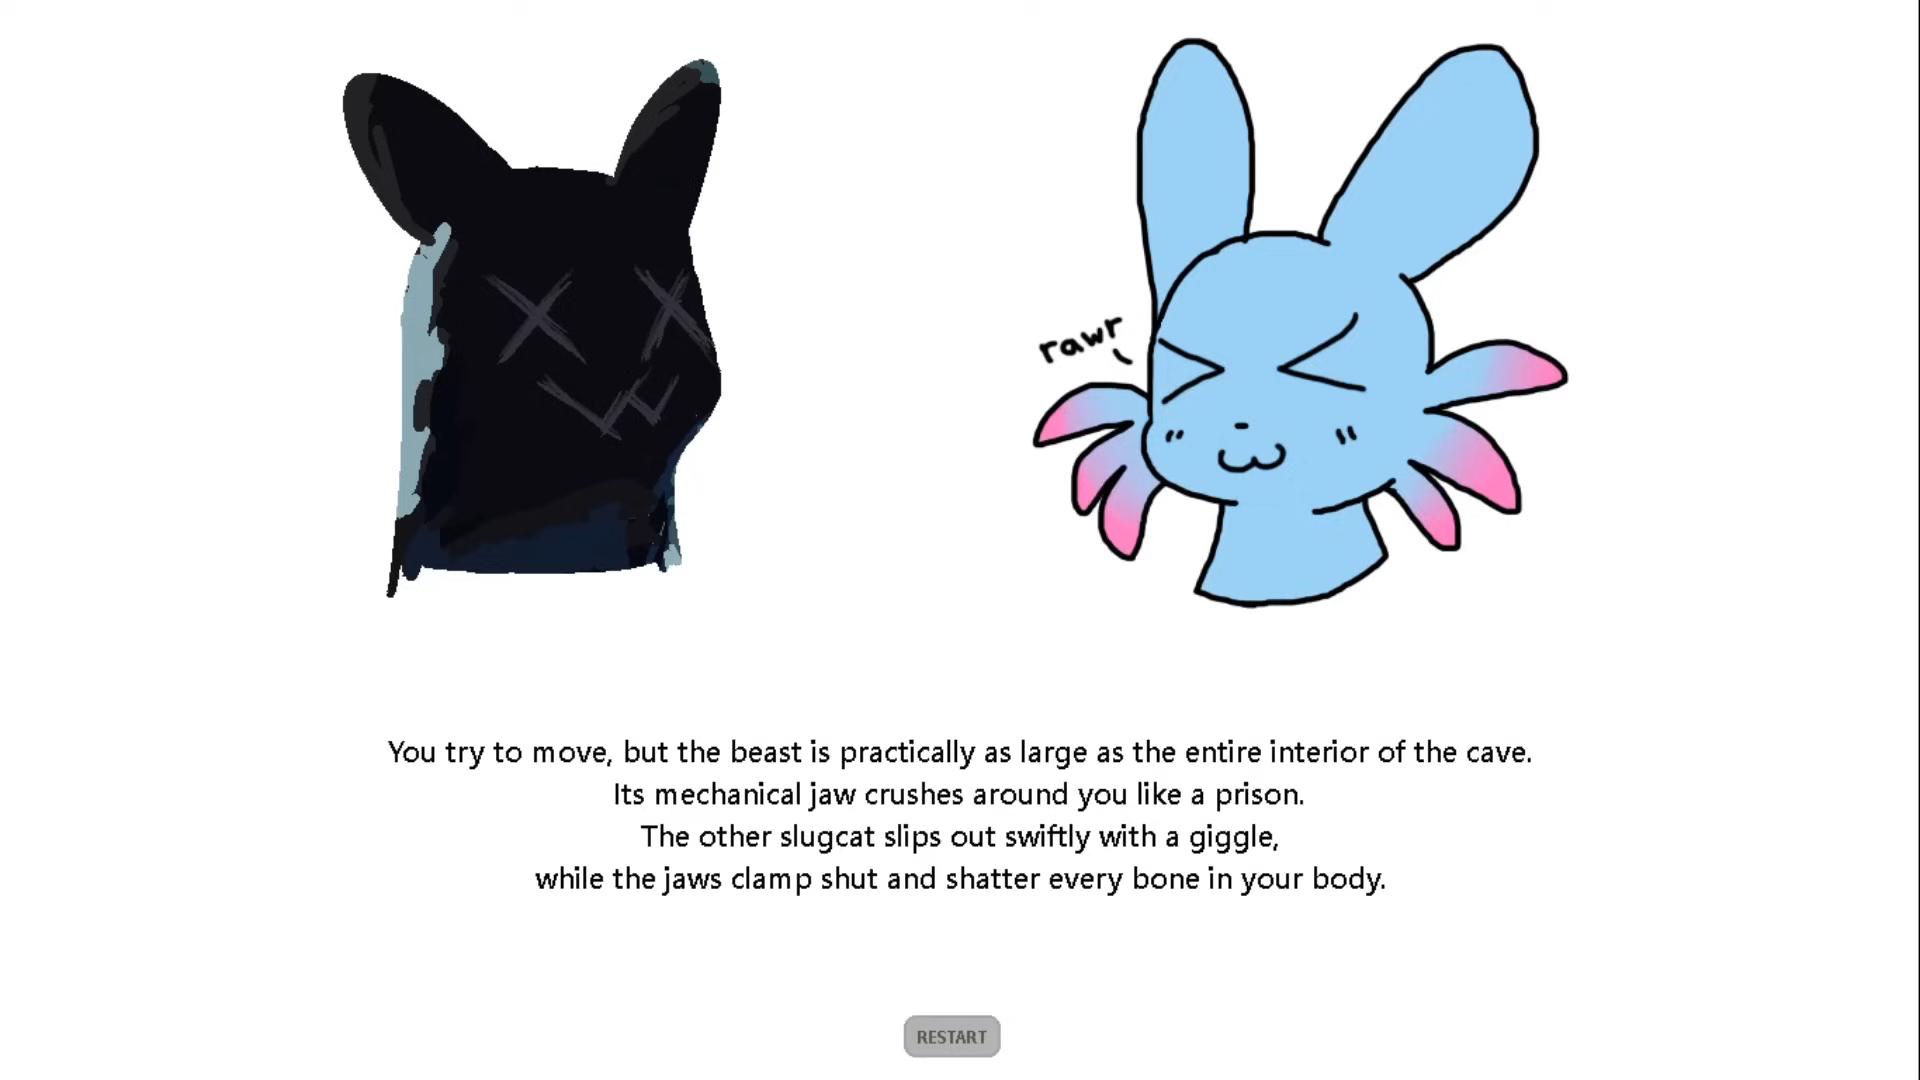 rawr
You try to move, but the beast is practically as large as the entire interior of the cave.
Its mechanical jaw crushes around you like a prison.
The other slugcat slips out swiftly with a giggle,
while the jaws clamp shut and shatter every bone in your body.
RESTART